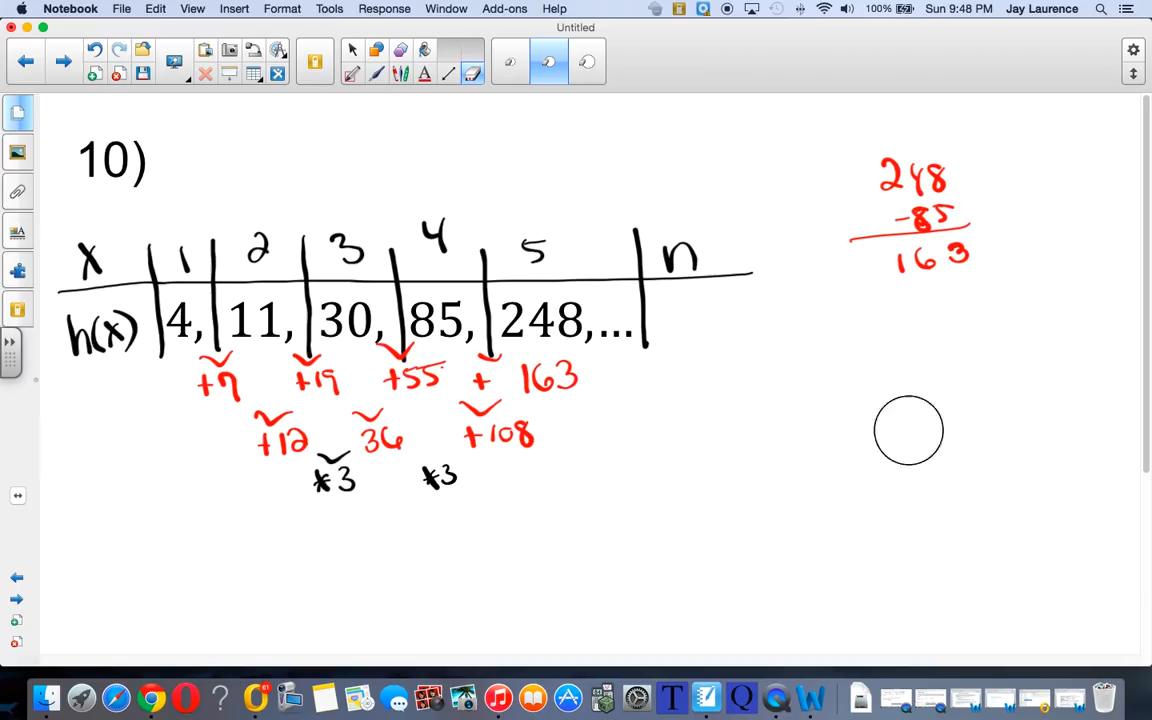 Notebook File Edit View Insert Format Tools Response Window Add-ons Help 100% Sun 9:48 PM Jay Laurence
Untitled
10)
248
-85
163
x 1 2 3 4 5 n
h(x) 4, 11, 30, 85, 248,...
+7 +19 +55 + 163
+12 36 +108
*3 *3